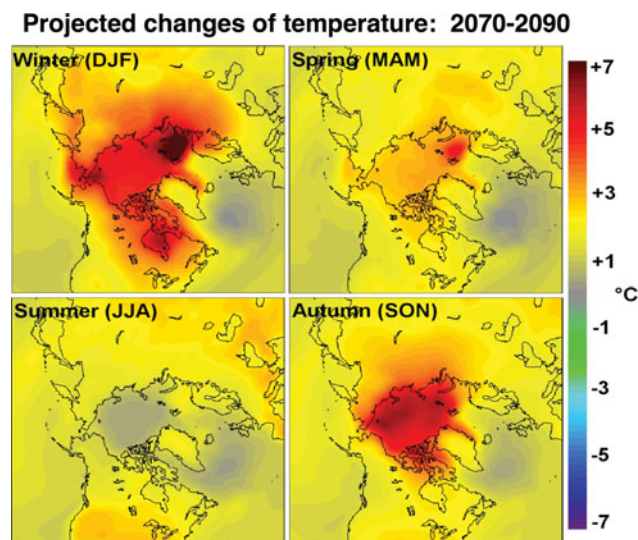 Projected changes of temperature: 2070-2090
Winter (DJF)
Spring (MAM)
Summer (JJA)
Autumn (SON)
+7
+5
+3
+1
°C
-1
-3
-5
-7